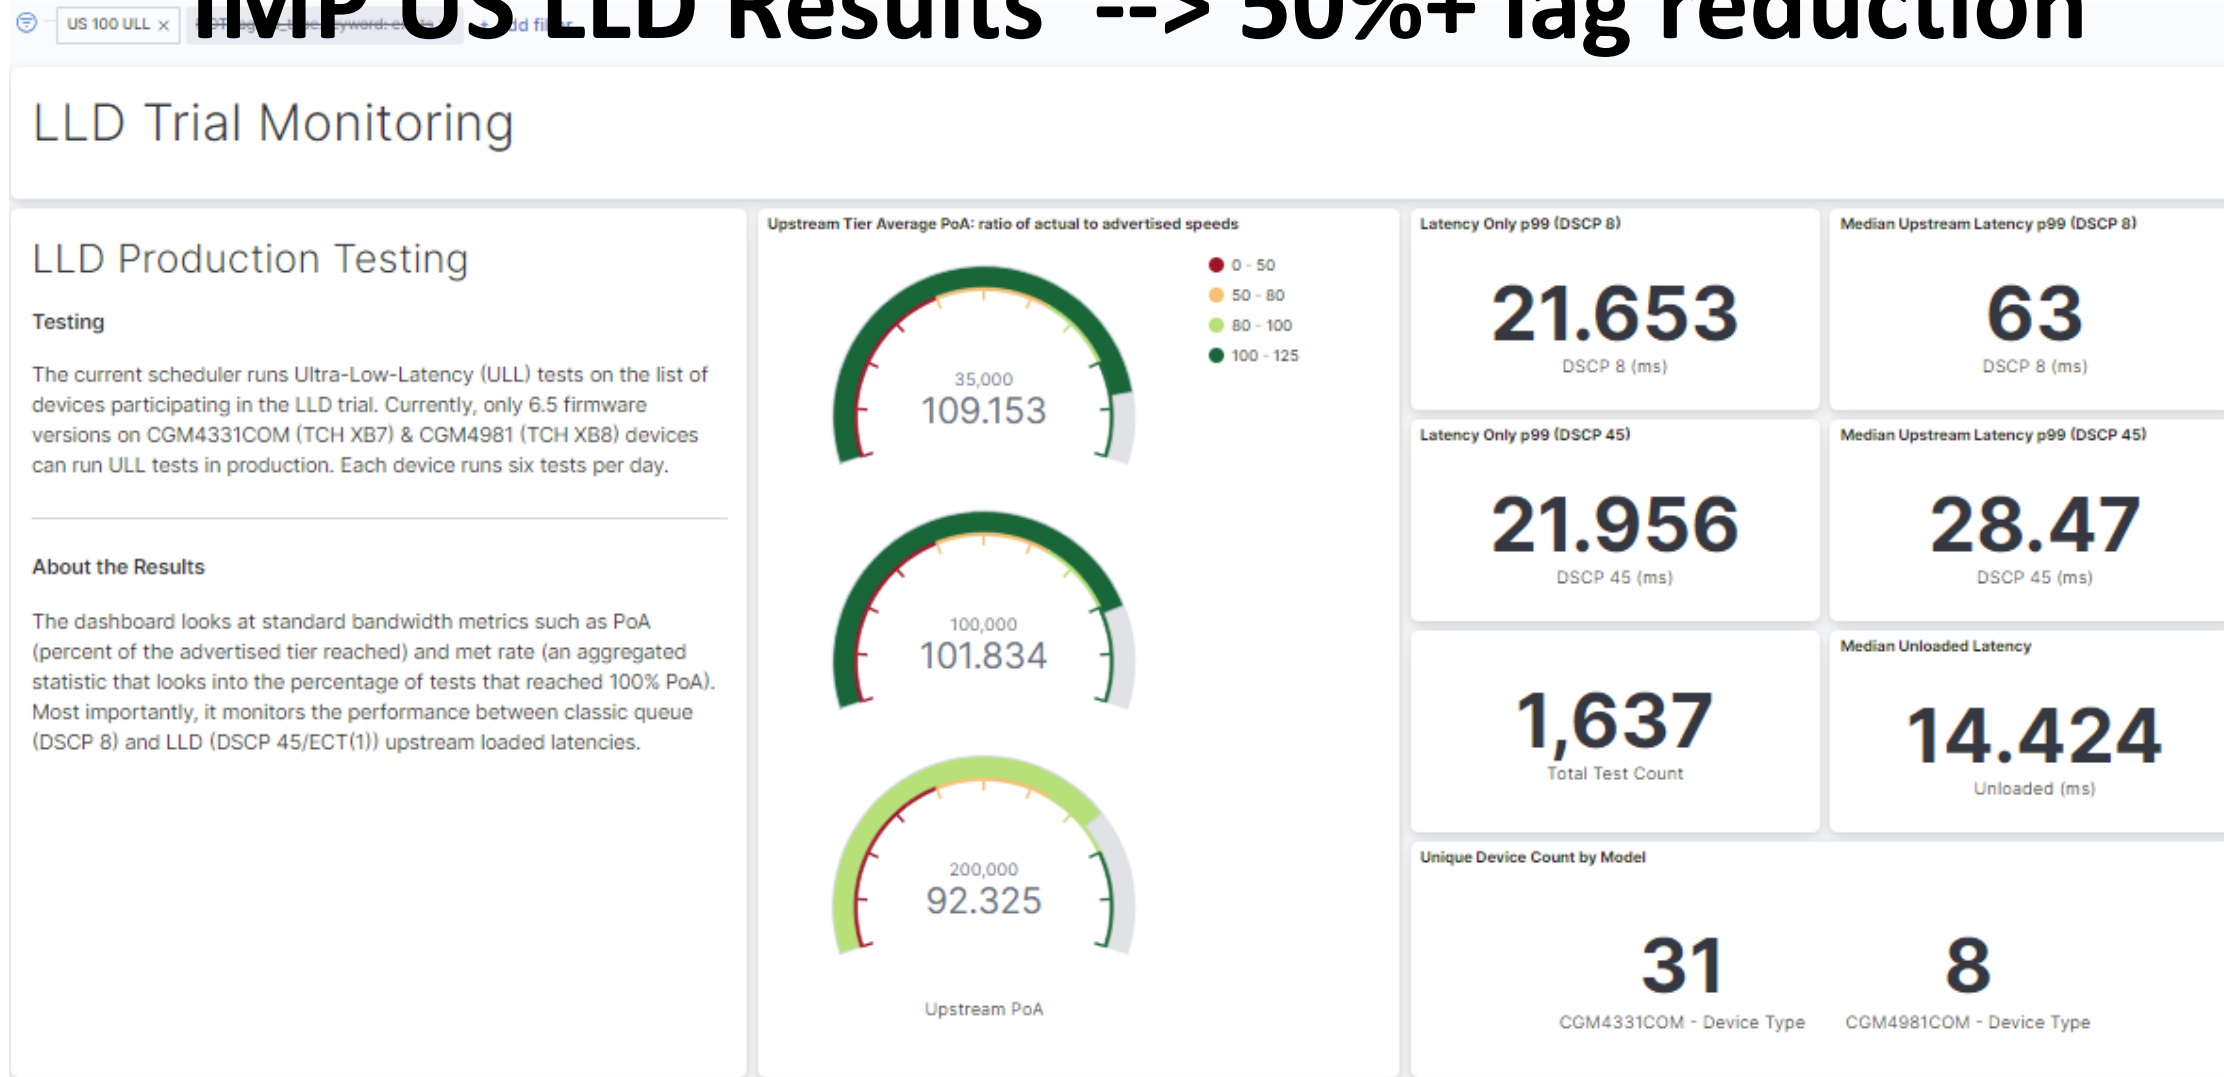 IMP US LLD Results --> 50%+ lag reduction
US 100 ULL ×
LLD Trial Monitoring
LLD Production Testing
Testing
The current scheduler runs Ultra-Low-Latency (ULL) tests on the list of
devices participating in the LLD trial. Currently, only 6.5 firmware
versions on CGM4331COM (TCH XB7) & CGM4981 (TCH XB8) devices
can run ULL tests in production. Each device runs six tests per day.
About the Results
The dashboard looks at standard bandwidth metrics such as PoA
(percent of the advertised tier reached) and met rate (an aggregated
statistic that looks into the percentage of tests that reached 100% PoA).
Most importantly, it monitors the performance between classic queue
(DSCP 8) and LLD (DSCP 45/ECT(1)) upstream loaded latencies.
Upstream Tier Average PoA: ratio of actual to advertised speeds
0 - 50
50 - 80
80 - 100
100 - 125
35,000
109.153
100,000
101.834
200,000
92.325
Upstream PoA
Latency Only p99 (DSCP 8)
21.653
DSCP 8 (ms)
Median Upstream Latency p99 (DSCP 8)
63
DSCP 8 (ms)
Latency Only p99 (DSCP 45)
21.956
DSCP 45 (ms)
Median Upstream Latency p99 (DSCP 45)
28.47
DSCP 45 (ms)
1,637
Total Test Count
Median Unloaded Latency
14.424
Unloaded (ms)
Unique Device Count by Model
31
CGM4331COM - Device Type
8
CGM4981COM - Device Type